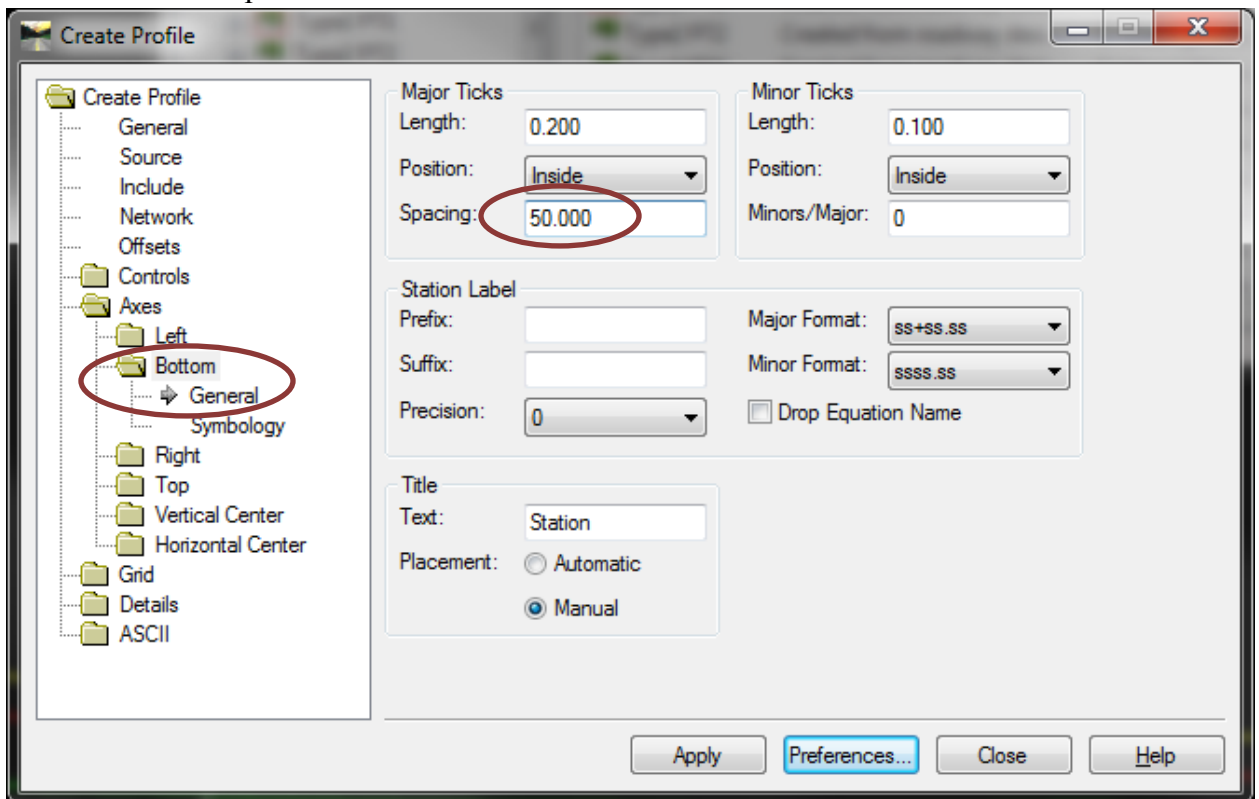 Create Profile
Create Profile
General
Source
Include
Network
Offsets
Controls
Axes
Left
Bottom
General
Symbology
Right
Top
Vertical Center
Horizontal Center
Grid
Details
ASCII
Major Ticks
Length: 0.200
Position: Inside
Spacing: 50.000
Minor Ticks
Length: 0.100
Position: Inside
Minors/Major: 0
Station Label
Prefix:
Suffix:
Precision: 0
Major Format: ss+ss.ss
Minor Format: ssss.ss
Drop Equation Name
Title
Text: Station
Placement: Automatic
Manual
Apply Preferences... Close Help